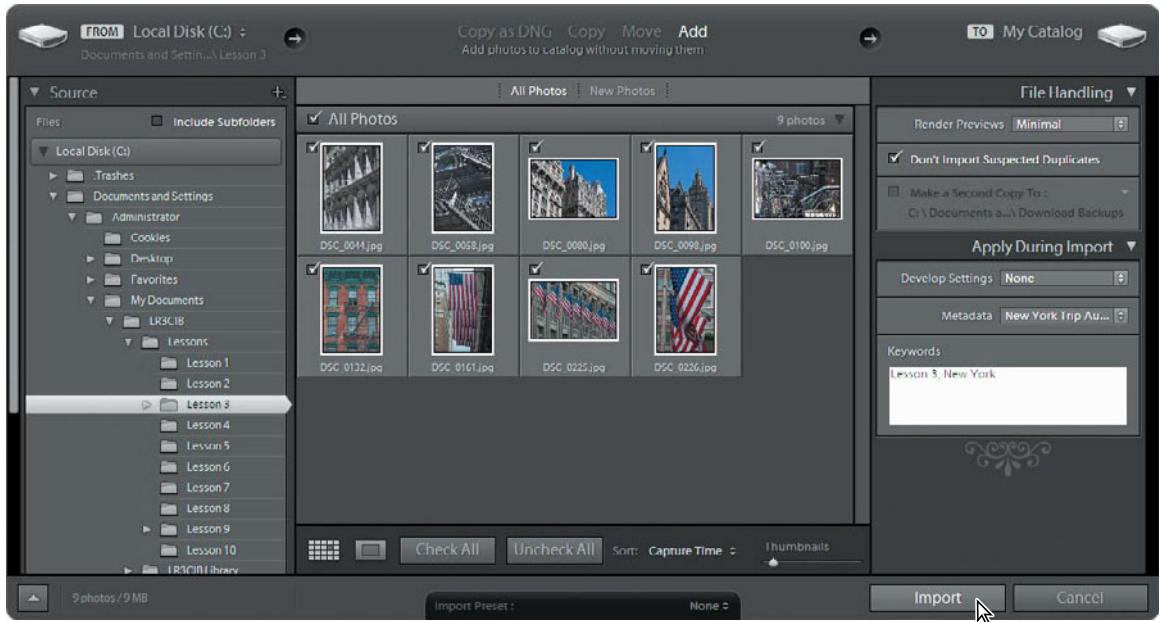 FROM Local Disk (C:)
Documents and Settin...\ Lesson 3
Copy as DNG Copy Move Add
Add photos to catalog without moving them
TO My Catalog
Source
Files Include Subfolders
Local Disk (C:)
.Trashes
Documents and Settings
Administrator
Cookies
Desktop
Favorites
My Documents
LR3CIB
Lessons
Lesson 1
Lesson 2
Lesson 3
Lesson 4
Lesson 5
Lesson 6
Lesson 7
Lesson 8
Lesson 9
Lesson 10
LR3CIB Library
All Photos New Photos
All Photos 9 photos
DSC_0044.jpg DSC_0058.jpg DSC_0080.jpg DSC_0098.jpg DSC_0100.jpg
DSC_0132.jpg DSC_0161.jpg DSC_0225.jpg DSC_0226.jpg
Check All Uncheck All Sort: Capture Time Thumbnails
File Handling
Render Previews Minimal
Don't Import Suspected Duplicates
Make a Second Copy To :
C: \ Documents a...\ Download Backups
Apply During Import
Develop Settings None
Metadata New York Trip Au...
Keywords
Lesson 3, New York
9 photos / 9 MB
Import Preset : None
Import Cancel